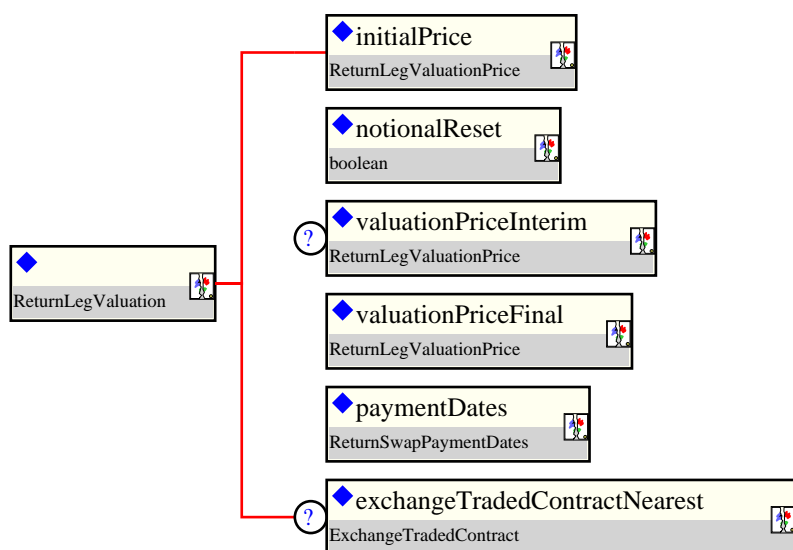 initialPrice
ReturnLegValuationPrice
notionalReset
boolean
?
valuationPriceInterim
ReturnLegValuationPrice
ReturnLegValuation
valuationPriceFinal
ReturnLegValuationPrice
paymentDates
ReturnSwapPaymentDates
?
exchangeTradedContractNearest
ExchangeTradedContract